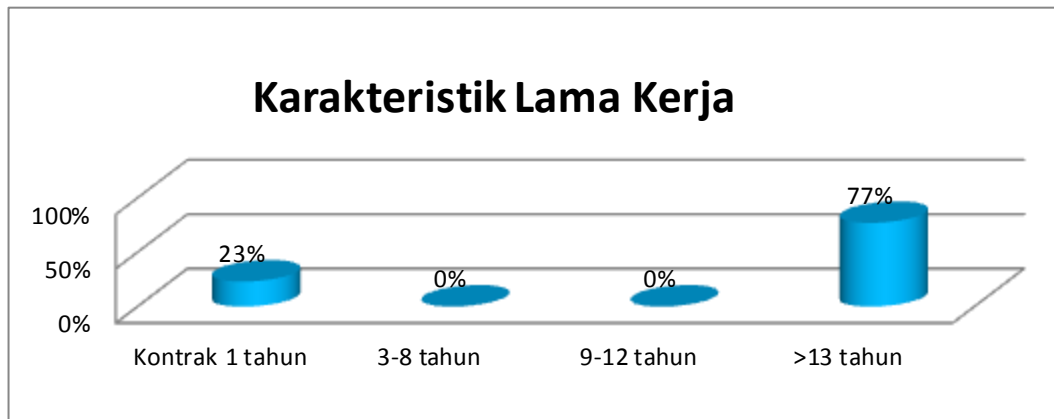 Karakteristik Lama Kerja
100%
50%
0%
23%
0%
0%
77%
Kontrak 1 tahun
3-8 tahun
9-12 tahun
>13 tahun